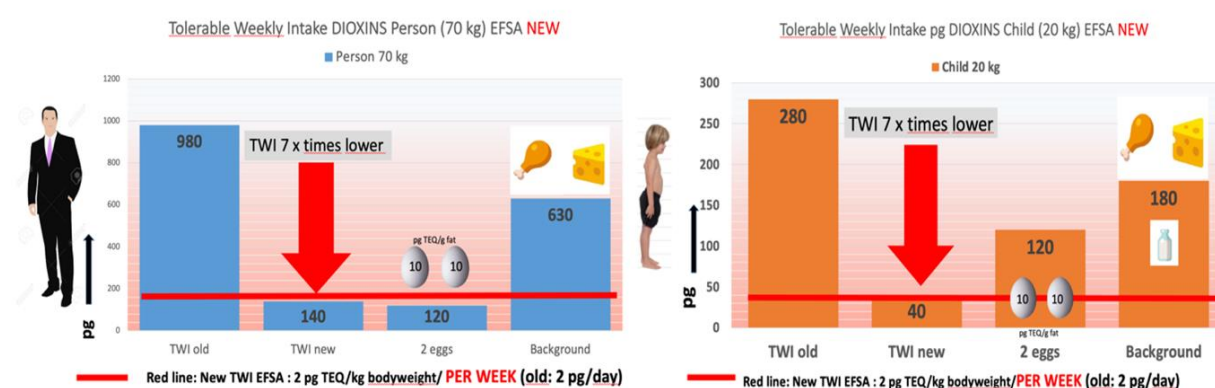 Tolerable Weekly Intake DIOXINS Person (70 kg) EFSA NEW
Person 70 kg
1200
1000
800
600
400
200
0
pg
980
TWI 7 x times lower
140
pg TEQ/g fat
10 10
120
630
TWI old TWI new 2 eggs Background
Red line: New TWI EFSA : 2 pg TEQ/kg bodyweight/ PER WEEK (old: 2 pg/day)
Tolerable Weekly Intake pg DIOXINS Child (20 kg) EFSA NEW
Child 20 kg
300
250
200
150
100
50
0
pg
280
TWI 7 x times lower
40
120
10 10
pg TEQ/g fat
180
TWI old TWI new 2 eggs Background
Red line: New TWI EFSA : 2 pg TEQ/kg bodyweight/PER WEEK (old: 2 pg/day)